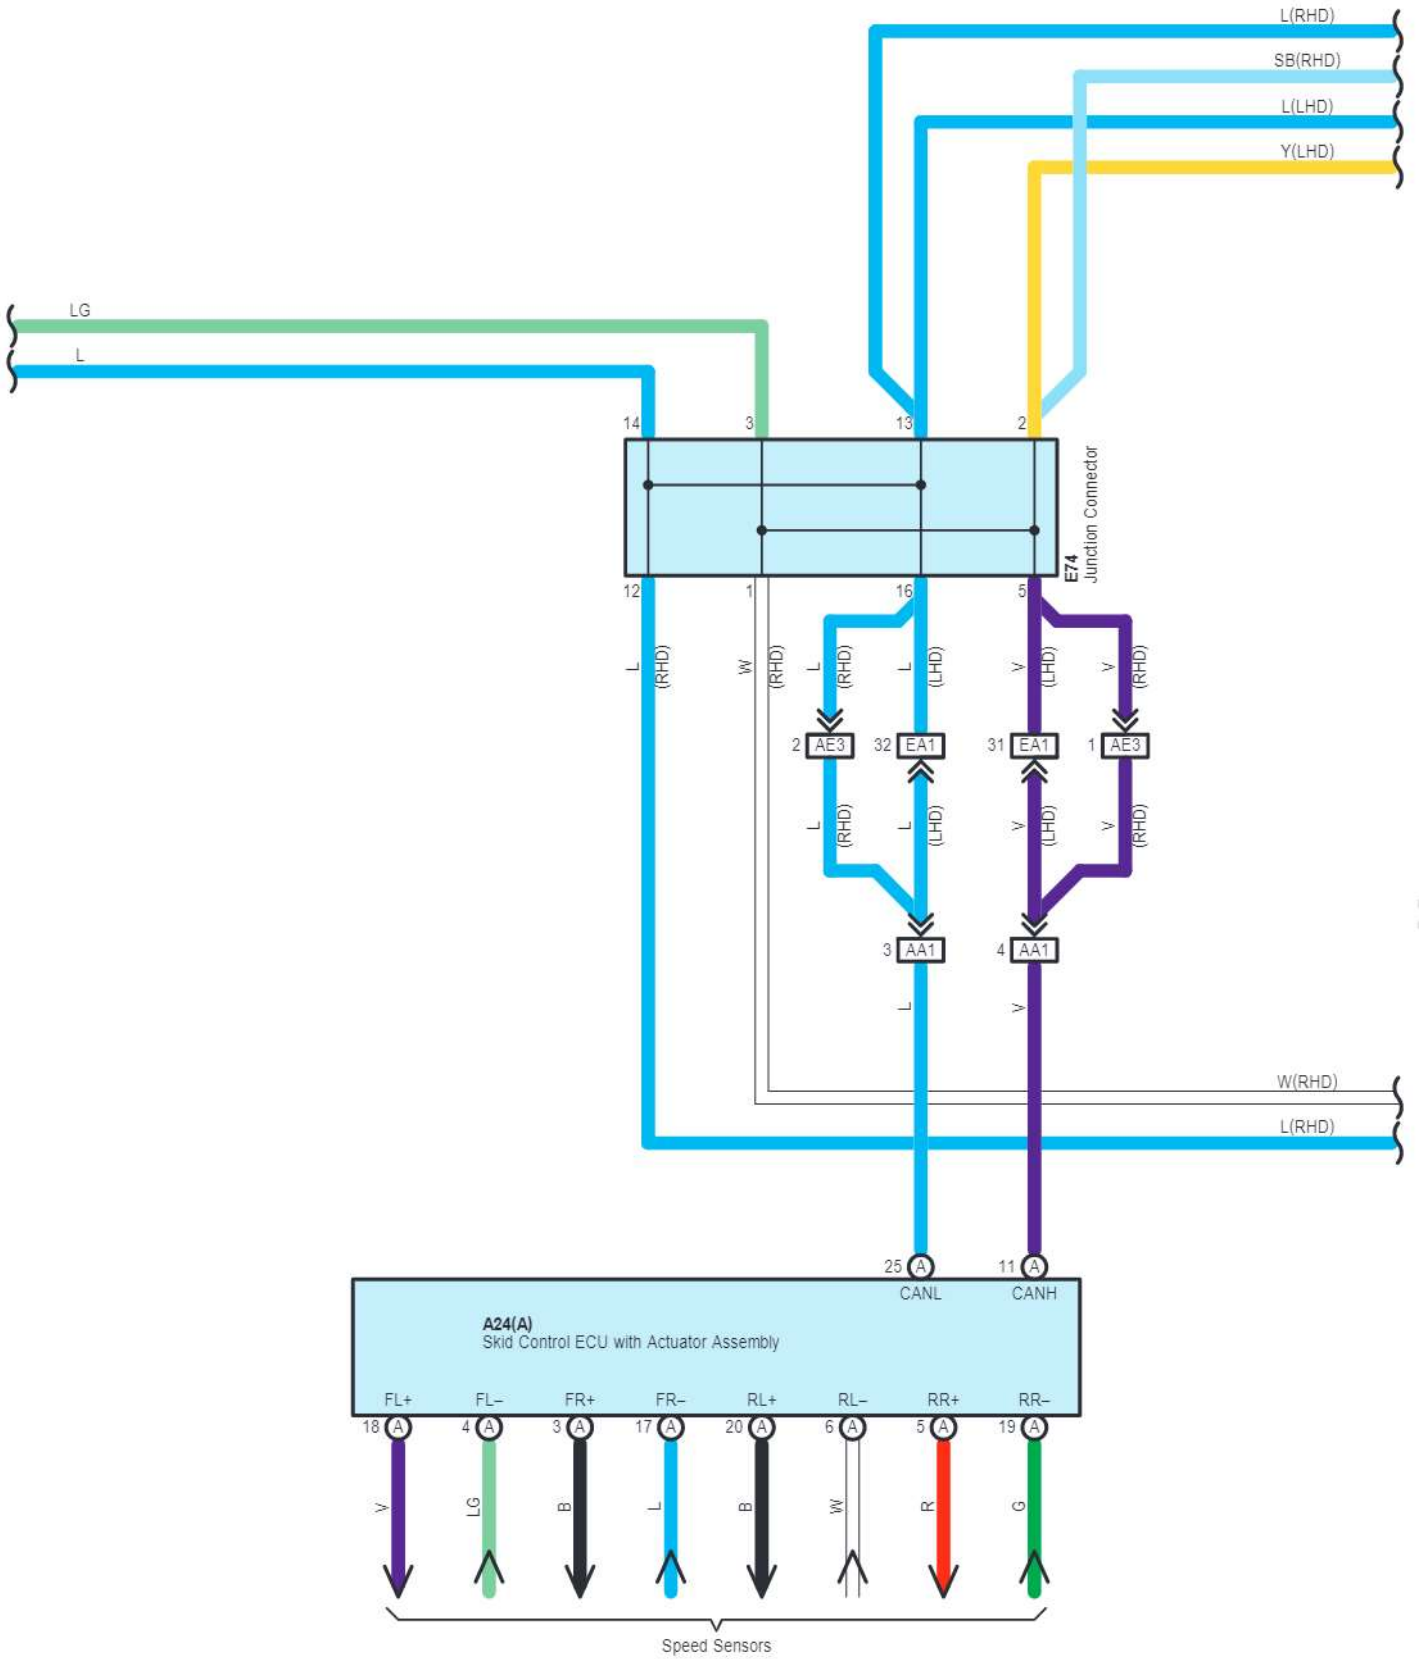 L(RHD)
SB(RHD)
L(LHD)
Y(LHD)
LG
L
14
3
13
2
E74
Junction Connector
12
1
16
5
L
(RHD)
W
(RHD)
L
(RHD)
L
(LHD)
V
(LHD)
V
(RHD)
2 AE3
32 EA1
31 EA1
1 AE3
L
(RHD)
L
(LHD)
V
(LHD)
V
(RHD)
3 AA1
4 AA1
L
V
W(RHD)
L(RHD)
25 A
11 A
CANL
CANH
A24(A)
Skid Control ECU with Actuator Assembly
FL+
FL–
FR+
FR–
RL+
RL–
RR+
RR–
18 A
4 A
3 A
17 A
20 A
6 A
5 A
19 A
V
LG
B
L
B
W
R
G
Speed Sensors